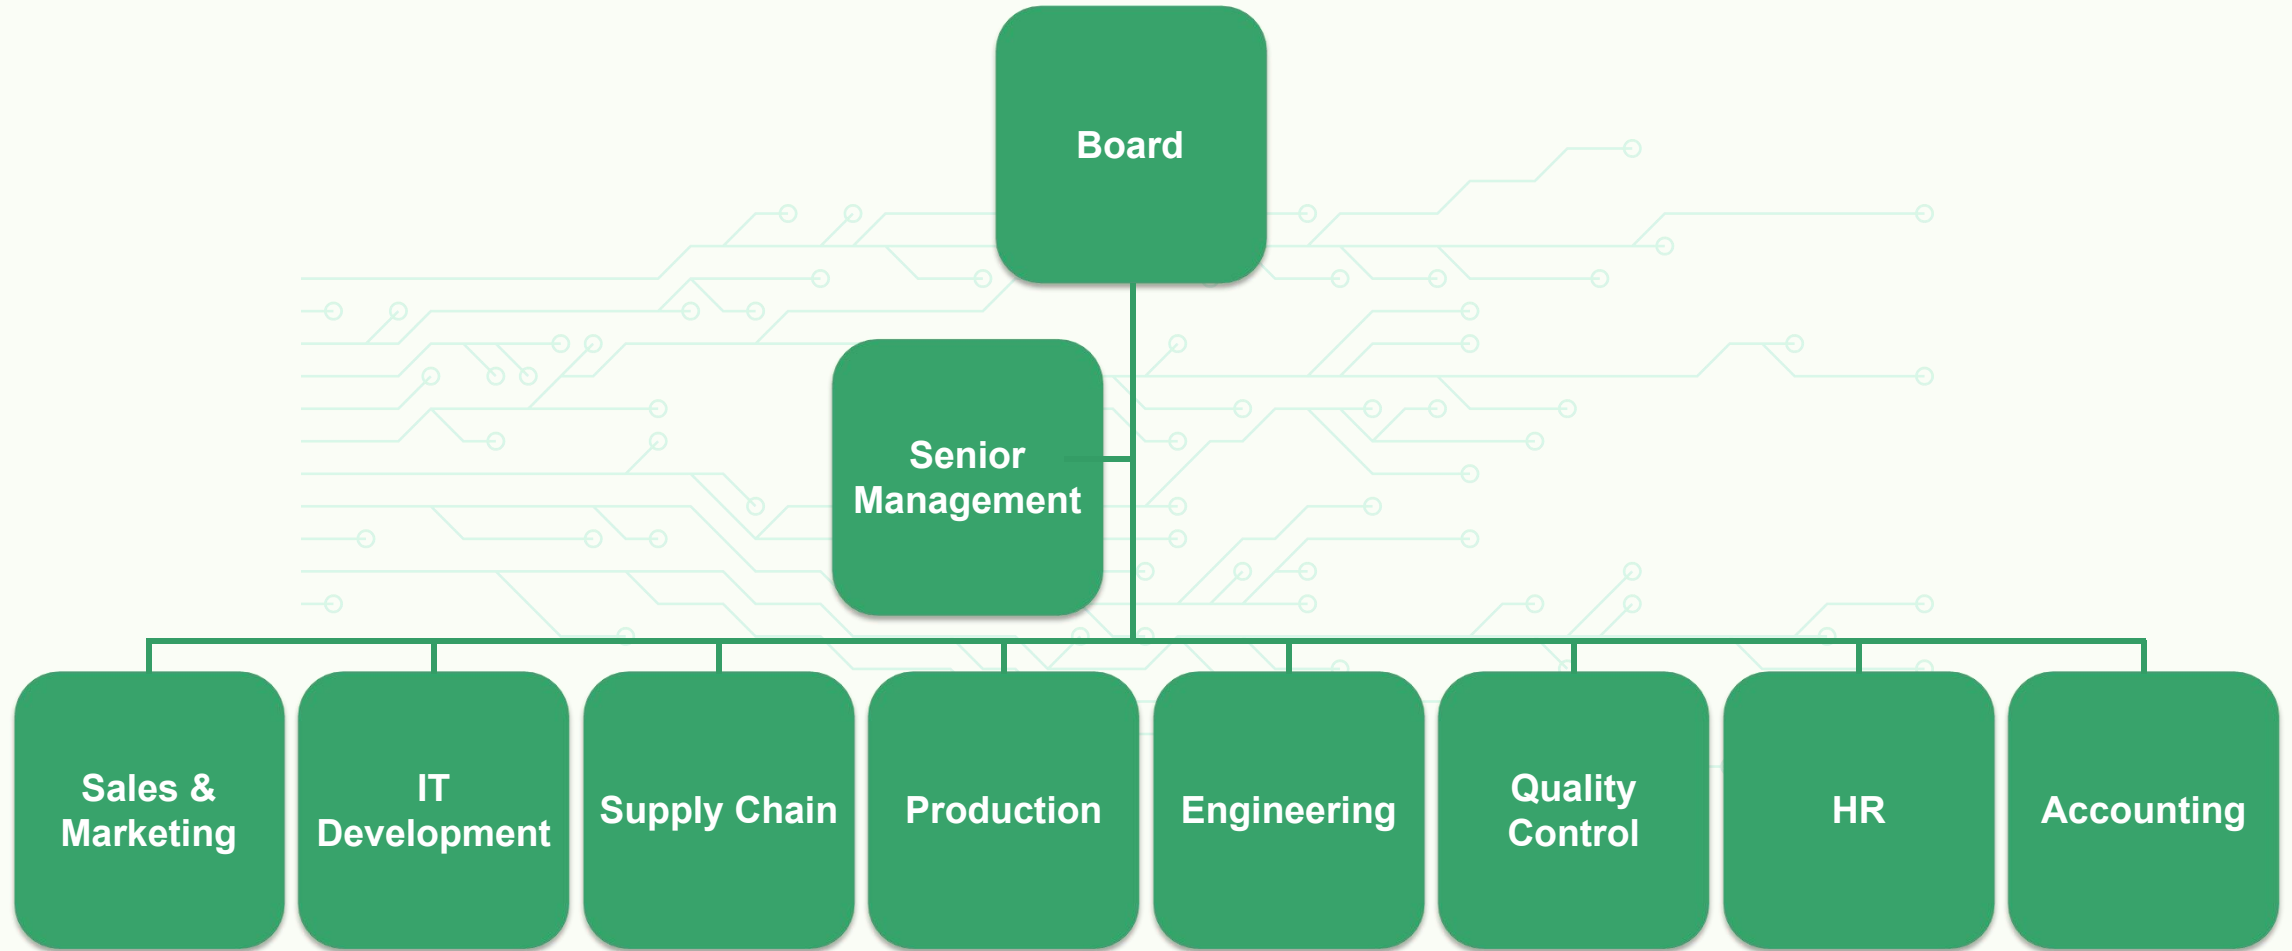 Board
Senior
Management
Sales &
Marketing
IT
Development
Supply Chain
Production
Engineering
Quality
Control
HR
Accounting